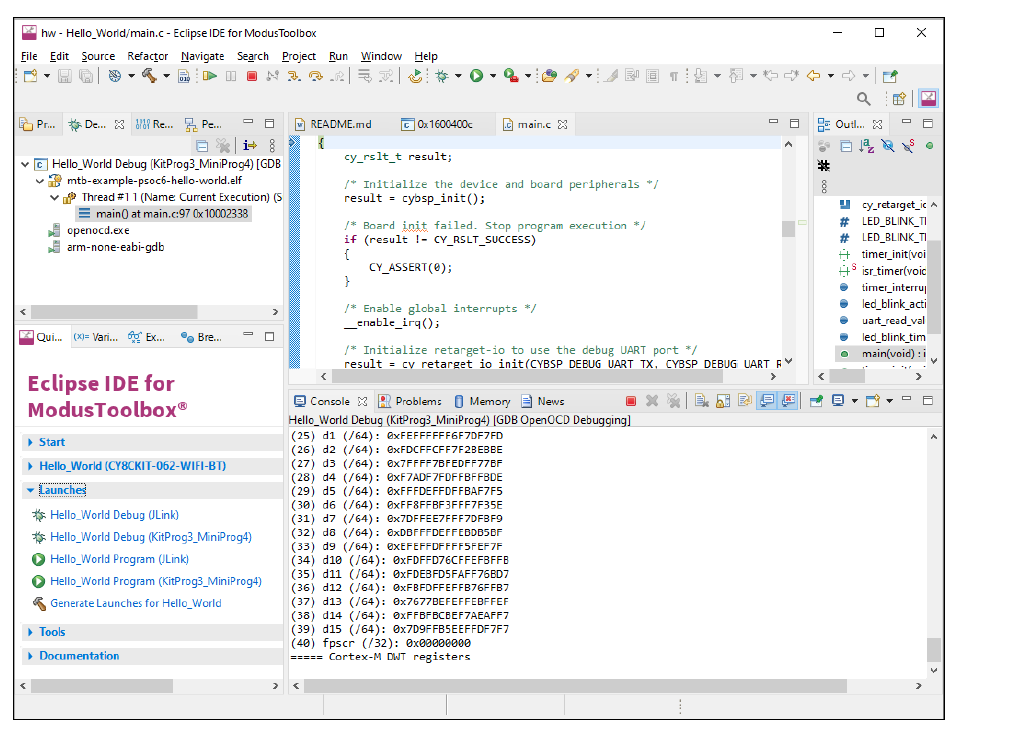 hw - Hello_World/main.c - Eclipse IDE for ModusToolbox
File Edit Source Refactor Navigate Search Project Run Window Help
Pr... De... Re... Pe...
Hello_World Debug (KitProg3_MiniProg4) [GDB
mtb-example-psoc6-hello-world.elf
Thread #1 1 (Name: Current Execution) (S
main() at main.c:97 0x10002338
openocd.exe
arm-none-eabi-gdb
README.md 0x1600400c main.c
{
cy_rslt_t result;
/* Initialize the device and board peripherals */
result = cybsp_init();
/* Board init failed. Stop program execution */
if (result != CY_RSLT_SUCCESS)
{
CY_ASSERT(0);
}
/* Enable global interrupts */
__enable_irq();
/* Initialize retarget-io to use the debug UART port */
result = cy_retarget_io_init(CYBSP_DEBUG_UART_TX, CYBSP_DEBUG_UART_R
Outl...
cy_retarget_ic
LED_BLINK_TI
LED_BLINK_TI
timer_init(voi
isr_timer(void
timer_interrup
led_blink_acti
uart_read_val
led_blink_tim
main(void) : i
Qui... (x)= Vari... Ex... Bre...
Eclipse IDE for
ModusToolbox®
Start
Hello_World (CY8CKIT-062-WIFI-BT)
Launches
Hello_World Debug (JLink)
Hello_World Debug (KitProg3_MiniProg4)
Hello_World Program (JLink)
Hello_World Program (KitProg3_MiniProg4)
Generate Launches for Hello_World
Tools
Documentation
Console Problems Memory News
Hello_World Debug (KitProg3_MiniProg4) [GDB OpenOCD Debugging]
(25) d1 (/64): 0xFEFFFFFF6F7DF7FD
(26) d2 (/64): 0xFDCFFCFF7F2BEBBE
(27) d3 (/64): 0x7FFFF7BFEDFF77BF
(28) d4 (/64): 0xF7ADF7FDFFBFFBDE
(29) d5 (/64): 0xFFFDEFFDFFBAF7F5
(30) d6 (/64): 0xFF8FFBF3FFF7F35E
(31) d7 (/64): 0x7DFFEE7FFF7DFBF9
(32) d8 (/64): 0xDBFFFDEFFEBDB5BF
(33) d9 (/64): 0xEFEFFDFFFF5FEF7F
(34) d10 (/64): 0xFDFFD76CFFEFBFFB
(35) d11 (/64): 0xFDEBFD5FAFF76BD7
(36) d12 (/64): 0xFBFDFFEFFB76FFB7
(37) d13 (/64): 0x7677BEFEFFEBFFEF
(38) d14 (/64): 0xFFBFBCBEF7AEAFF7
(39) d15 (/64): 0x7D9FFB5EEFFDF7F7
(40) fpscr (/32): 0x00000000
===== Cortex-M DWT registers